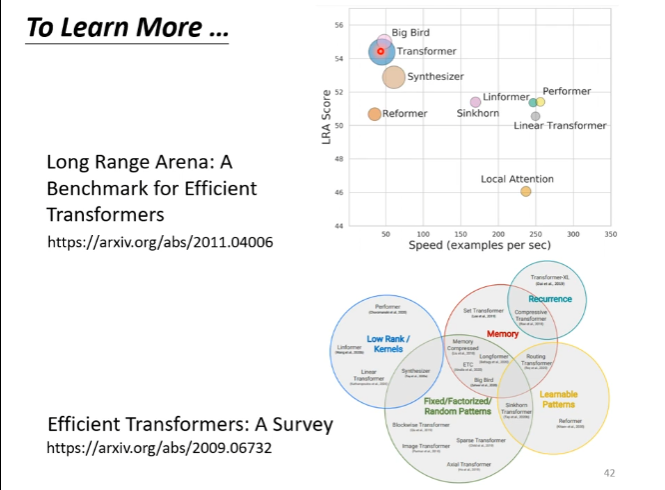 To Learn More ...
Long Range Arena: A
Benchmark for Efficient
Transformers
https://arxiv.org/abs/2011.04006
LRA Score
56
54
52
50
48
46
44
Big Bird
Transformer
Synthesizer
Reformer
Sinkhorn
Linformer
Performer
Linear Transformer
Local Attention
50 100 150 200 250 300 350
Speed (examples per sec)
Efficient Transformers: A Survey
https://arxiv.org/abs/2009.06732
Transformer-XL
Recurrence
Compressive
Transformer
Performer
Set Transformer
Memory
Low Rank /
Kernels
Linformer
Memory
Compressed
Longformer
ETC
Big Bird
Routing
Transformer
Linear
Transformer
Synthesizer
Fixed/Factorized/
Random Patterns
Sinkhorn
Transformer
Learnable
Patterns
Reformer
Blockwise Transformer
Image Transformer
Sparse Transformer
Axial Transformer
42